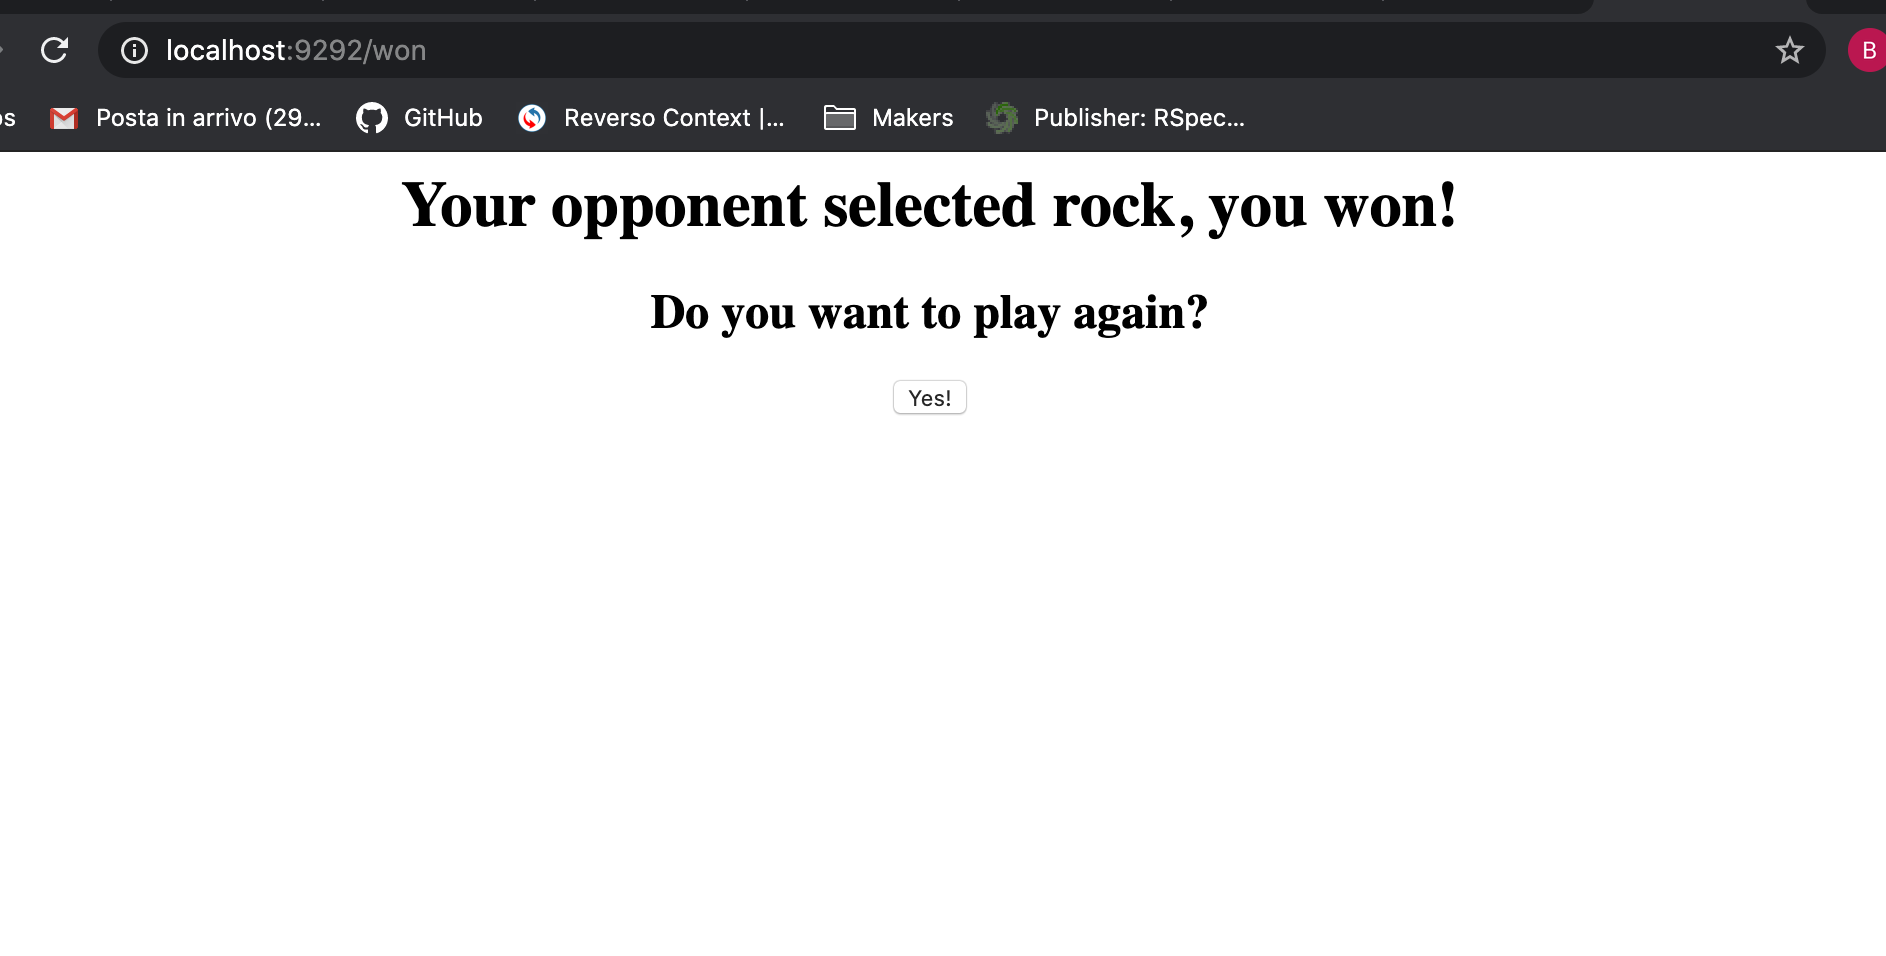 localhost:9292/won
B
os Posta in arrivo (29... GitHub Reverso Context |... Makers Publisher: RSpec...
Your opponent selected rock, you won!
Do you want to play again?
Yes!